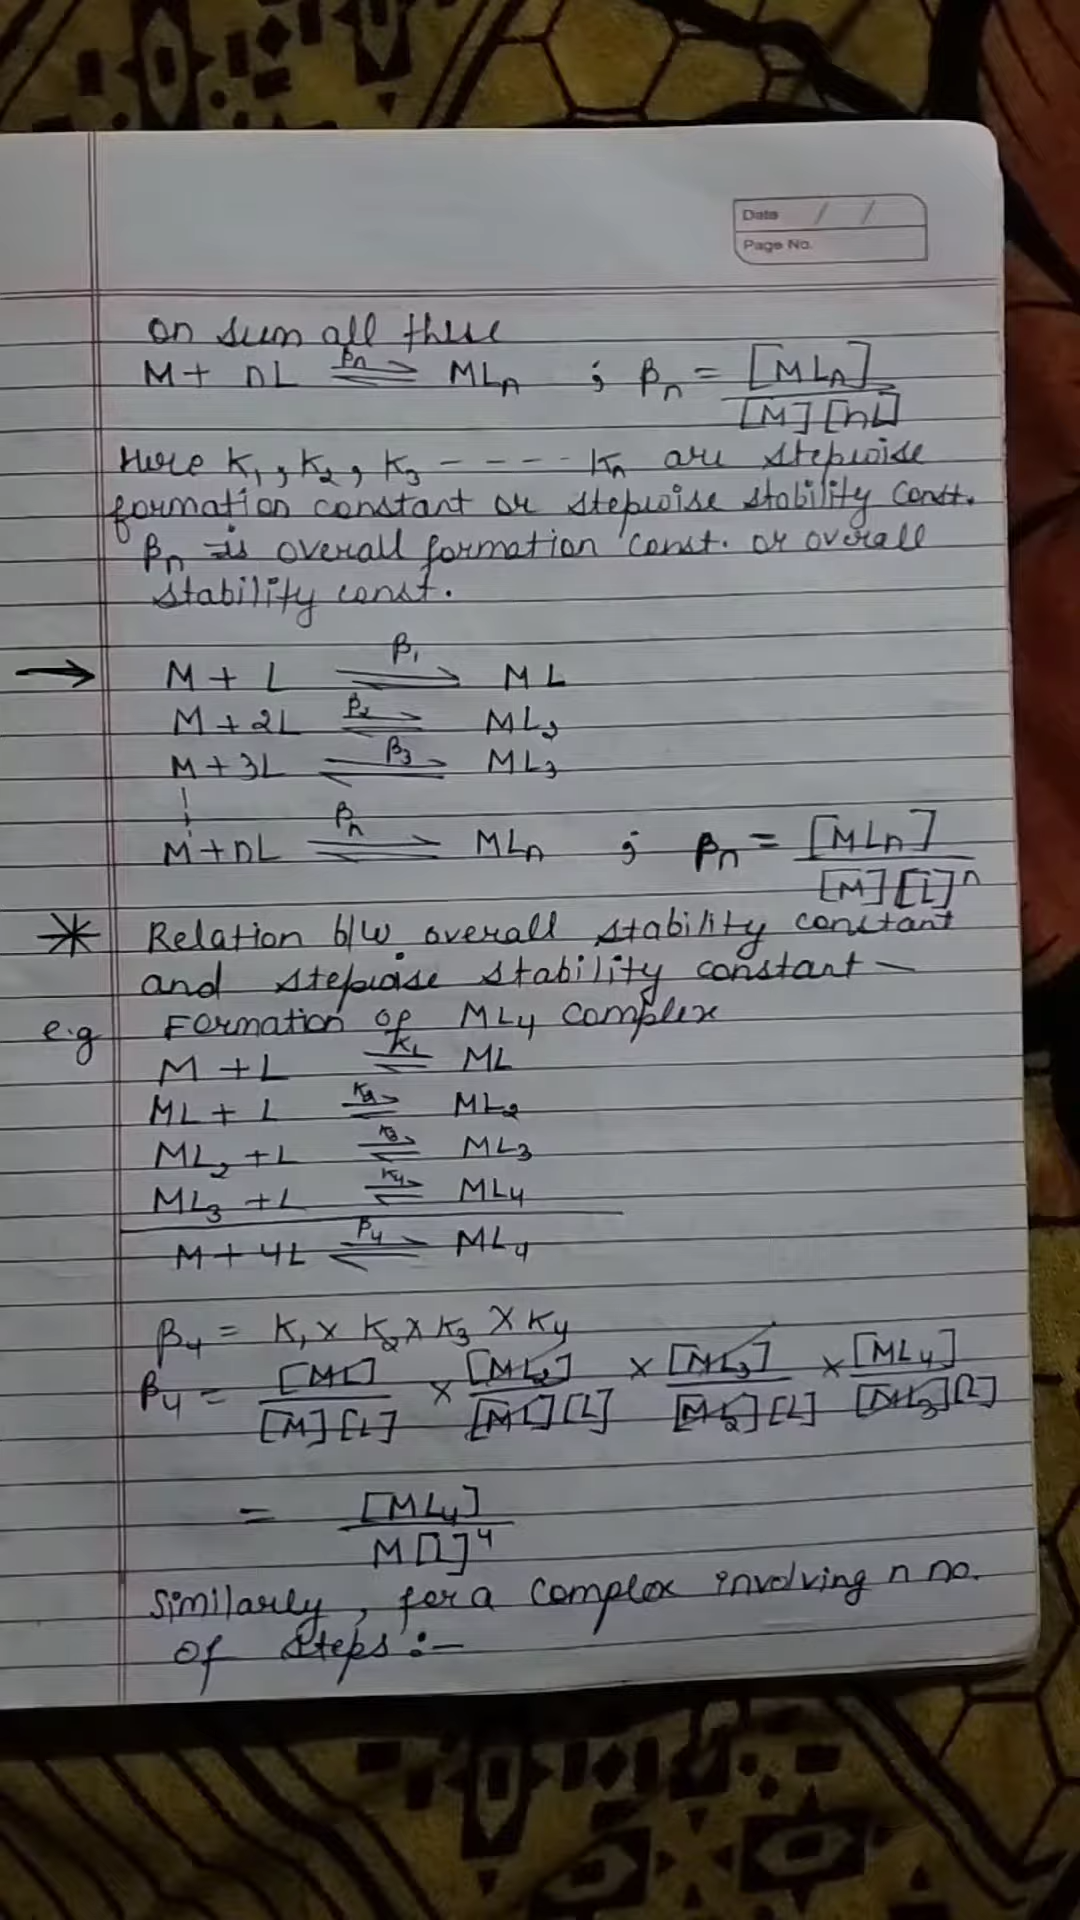 Date / /
Page No.
on sum all these
M + nL ⇌ βn MLn ; βn = [MLn] / [M][nL]
Here K1, K2, K3 ---- Kn are stepwise
formation constant or stepwise stability const.
βn is overall formation const. or overall
stability const.
→ M + L ⇌ β1 ML
M + 2L ⇌ β2 ML2
M + 3L ⇌ β3 ML3
M + nL ⇌ βn MLn ; βn = [MLn] / [M][L]^n
* Relation b/w overall stability constant
and stepwise stability constant –
e.g Formation of ML4 complex
M + L ⇌ K1 ML
ML + L ⇌ K2 ML2
ML2 + L ⇌ K3 ML3
ML3 + L ⇌ K4 ML4
M + 4L ⇌ β4 ML4
β4 = K1 × K2 × K3 × K4
β4 = [ML] / [M][L] × [ML2] / [ML][L] × [ML3] / [ML2][L] × [ML4] / [ML3][L]
= [ML4] / M[L]^4
Similarly, for a complex involving n no.
of steps :–